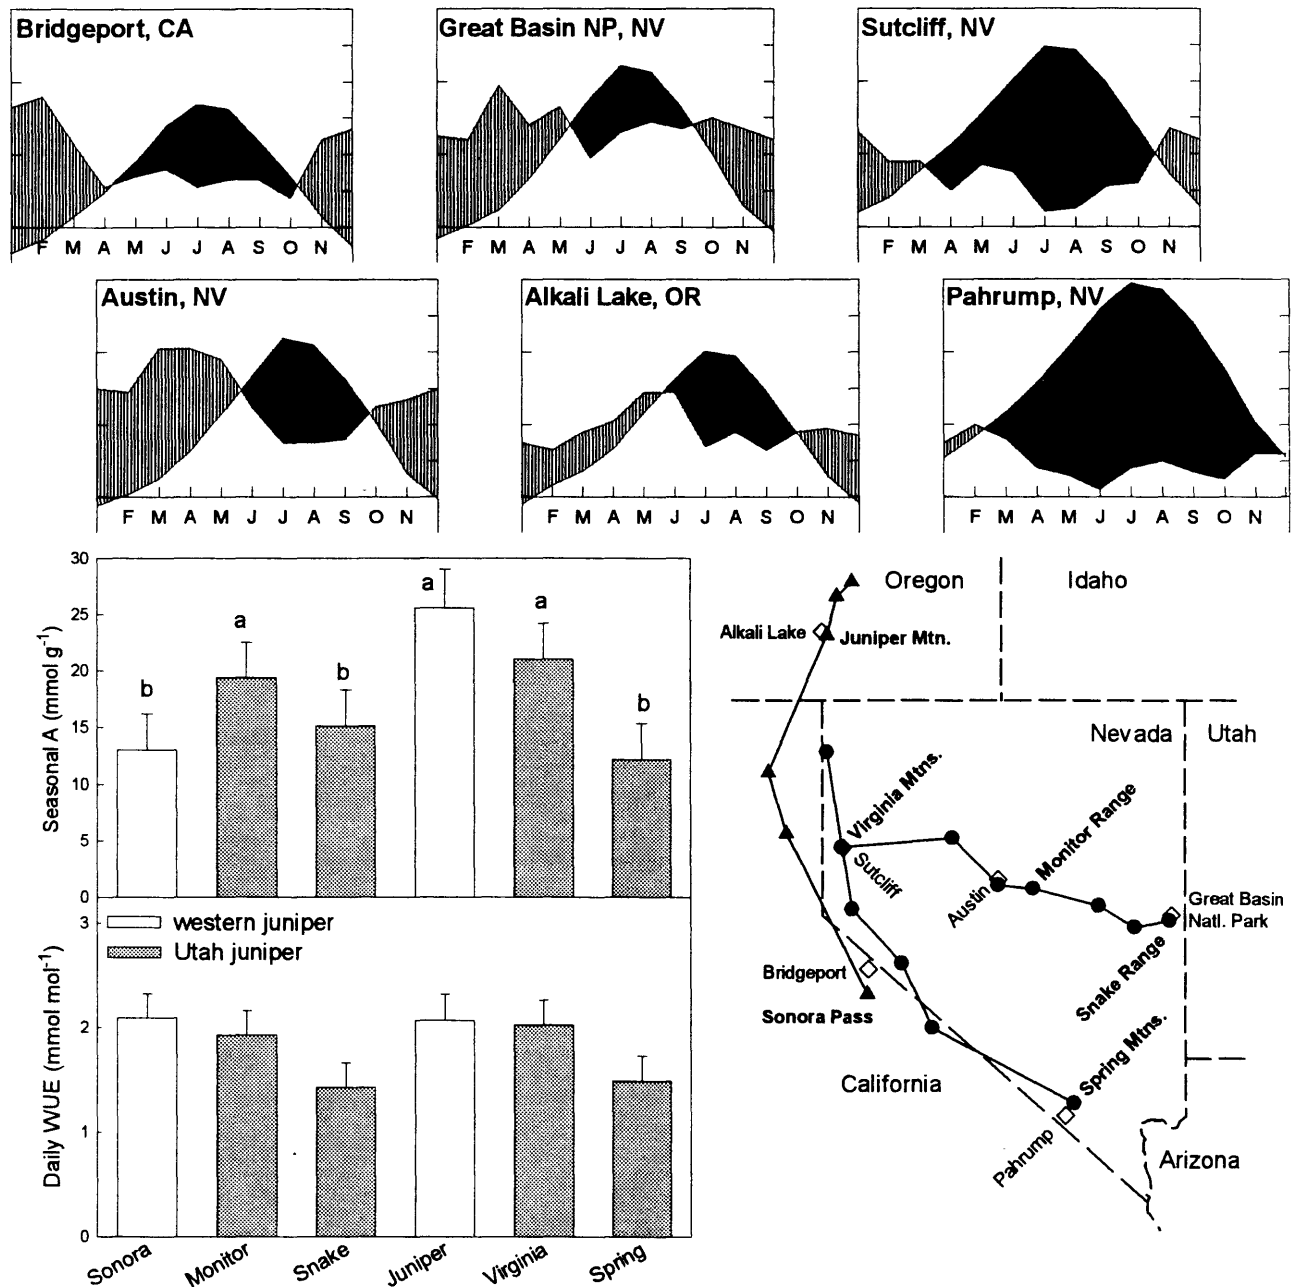 Bridgeport, CA
F M A M J J A S O N
Great Basin NP, NV
F M A M J J A S O N
Sutcliff, NV
F M A M J J A S O N
Austin, NV
F M A M J J A S O N
Alkali Lake, OR
F M A M J J A S O N
Pahrump, NV
F M A M J J A S O N
Seasonal A (mmol g⁻¹)
30
25
20
15
10
5
0
b
a
b
a
a
b
western juniper
Utah juniper
Daily WUE (mmol mol⁻¹)
3
2
1
0
Sonora
Monitor
Snake
Juniper
Virginia
Spring
Oregon
Idaho
Alkali Lake
Juniper Mtn.
Nevada
Utah
Virginia Mtns.
Sutcliff
Monitor Range
Austin
Great Basin
Natl. Park
Snake Range
Bridgeport
Sonora Pass
Spring Mtns.
California
Pahrump
Arizona